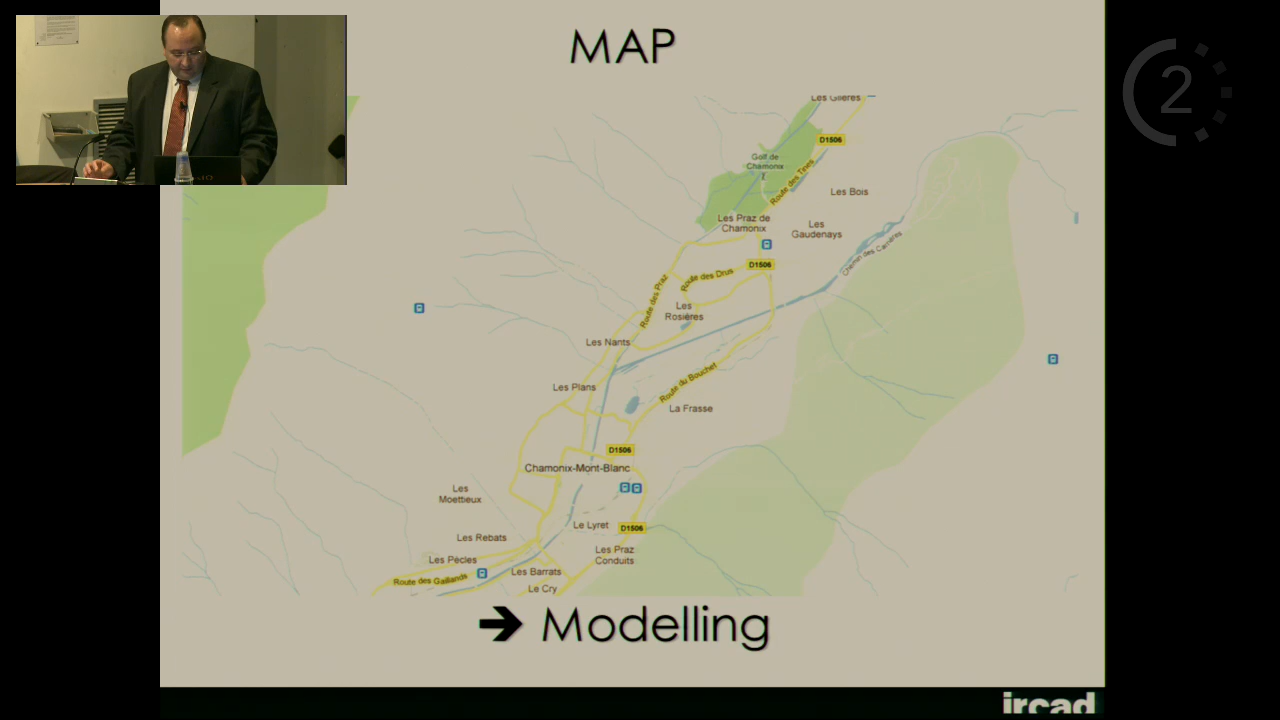 MAP
2
Les Glières
D1506
Golf de
Chamonix
Route des Tines
Les Bois
Les Praz de
Chamonix
Les
Gaudenays
Chemin des Cascades
D1506
Route des Drus
Route des Praz
Les
Rosières
Les Nants
Route du Bouchet
Les Plans
La Frasse
D1506
Chamonix-Mont-Blanc
Les
Moettieux
Le Lyret
D1506
Les Rebats
Les Praz
Conduits
Les Pècles
Les Barrats
Route des Gaillands
Le Cry
➔ Modelling
ircad